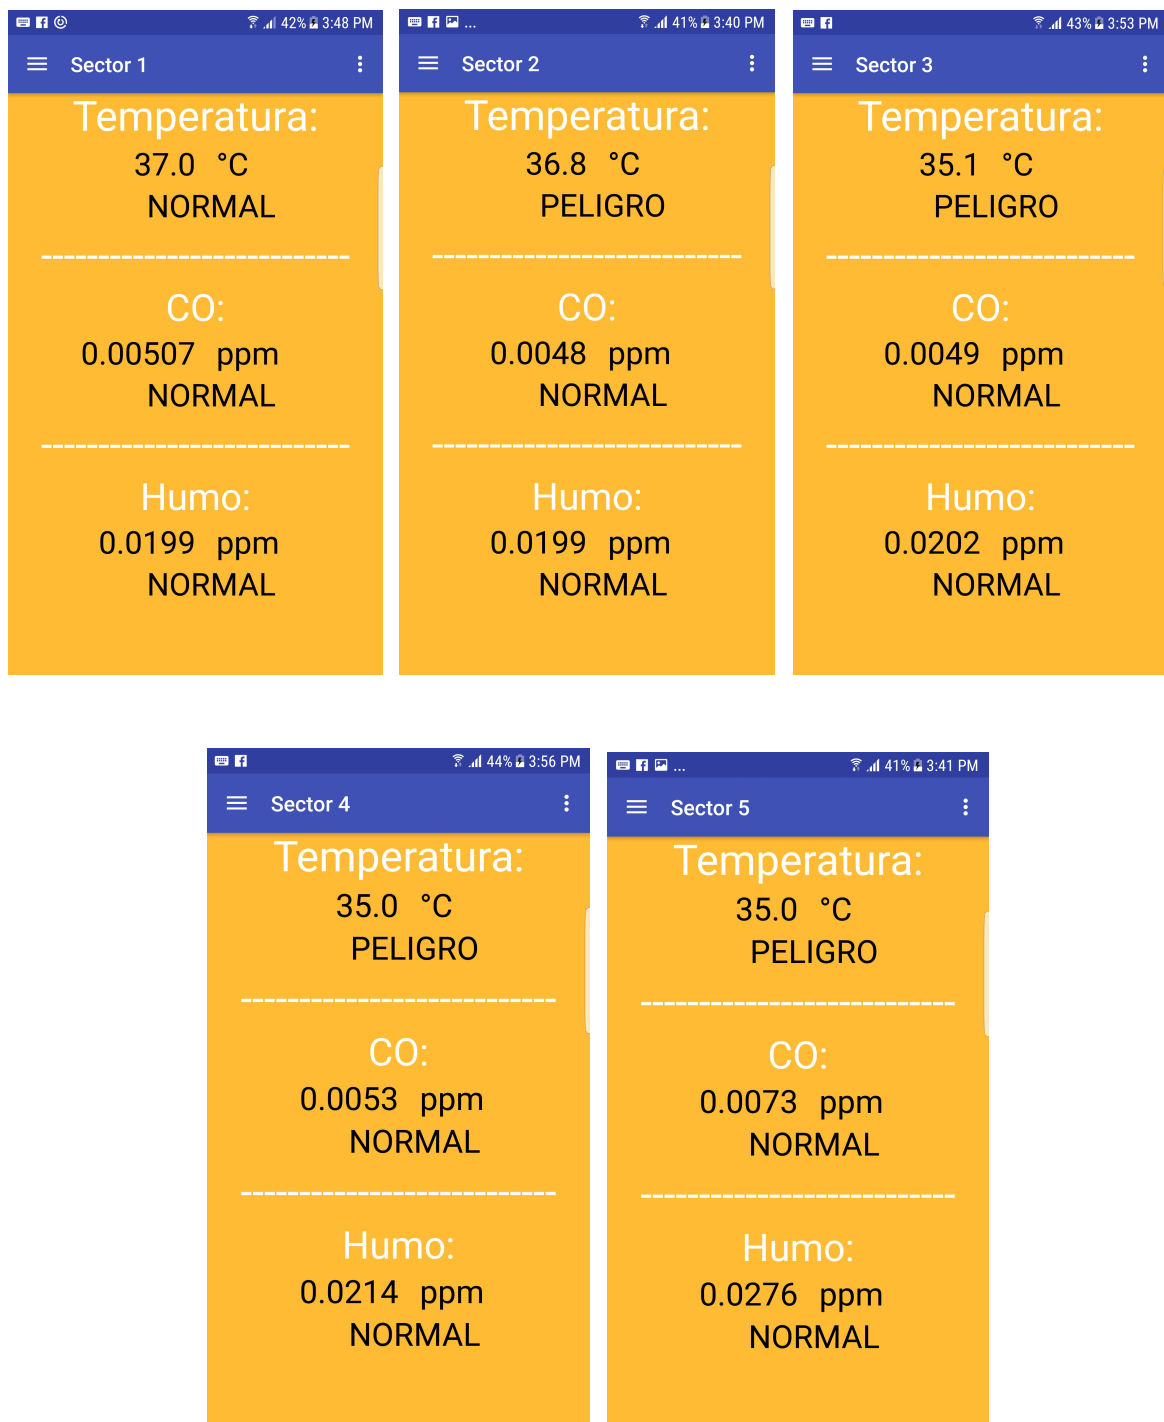 42% 3:48 PM
Sector 1
Temperatura:
37.0 °C
NORMAL
---------------------------
CO:
0.00507 ppm
NORMAL
---------------------------
Humo:
0.0199 ppm
NORMAL
... 41% 3:40 PM
Sector 2
Temperatura:
36.8 °C
PELIGRO
---------------------------
CO:
0.0048 ppm
NORMAL
---------------------------
Humo:
0.0199 ppm
NORMAL
43% 3:53 PM
Sector 3
Temperatura:
35.1 °C
PELIGRO
---------------------------
CO:
0.0049 ppm
NORMAL
---------------------------
Humo:
0.0202 ppm
NORMAL
44% 3:56 PM
Sector 4
Temperatura:
35.0 °C
PELIGRO
---------------------------
CO:
0.0053 ppm
NORMAL
---------------------------
Humo:
0.0214 ppm
NORMAL
... 41% 3:41 PM
Sector 5
Temperatura:
35.0 °C
PELIGRO
---------------------------
CO:
0.0073 ppm
NORMAL
---------------------------
Humo:
0.0276 ppm
NORMAL